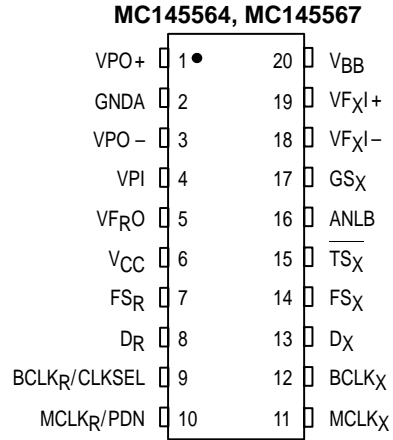 MC145564, MC145567
VPO+ 1 20 VBB
GNDA 2 19 VFXI+
VPO – 3 18 VFXI–
VPI 4 17 GSX
VFRO 5 16 ANLB
VCC 6 15 TSX
FSR 7 14 FSX
DR 8 13 DX
BCLKR/CLKSEL 9 12 BCLKX
MCLKR/PDN 10 11 MCLKX